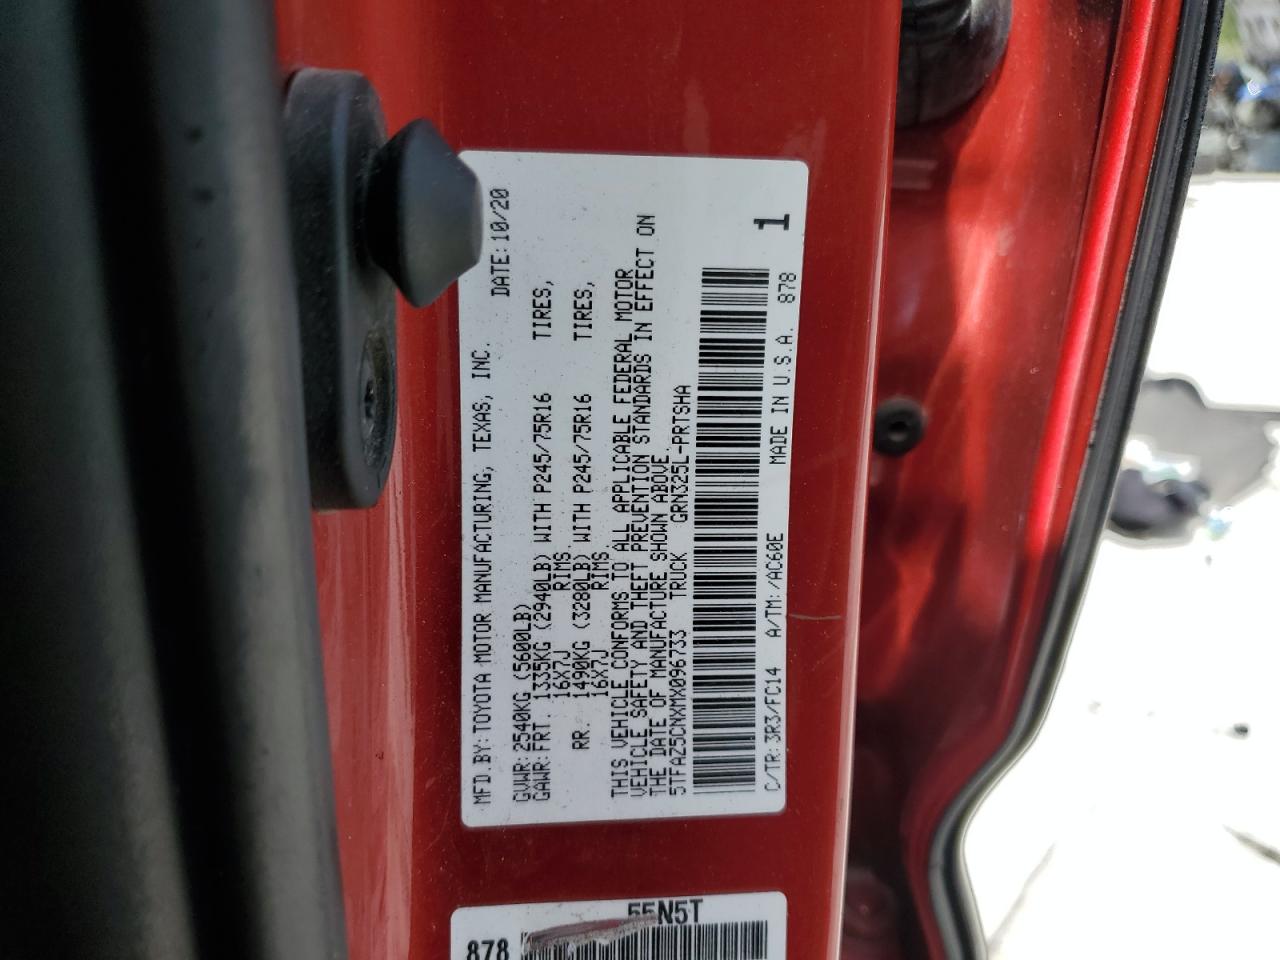 MFD.BY:TOYOTA MOTOR MANUFACTURING, TEXAS, INC. DATE:10/20
GVWR:2540KG (5600LB)
GAWR:FRT. 1335KG (2940LB) WITH P245/75R16 TIRES,
16X7J RIMS
RR. 1490KG (3280LB) WITH P245/75R16 TIRES,
16X7J RIMS
THIS VEHICLE CONFORMS TO ALL APPLICABLE FEDERAL MOTOR
VEHICLE SAFETY AND THEFT PREVENTION STANDARDS IN EFFECT ON
THE DATE OF MANUFACTURE SHOWN ABOVE.
5TFAZ5CNXMX096733 TRUCK GRN325L-PRTSHA
1
C/TR:3R3/FC14 A/TM:/AC60E MADE IN U.S.A. 878
55N5T
878